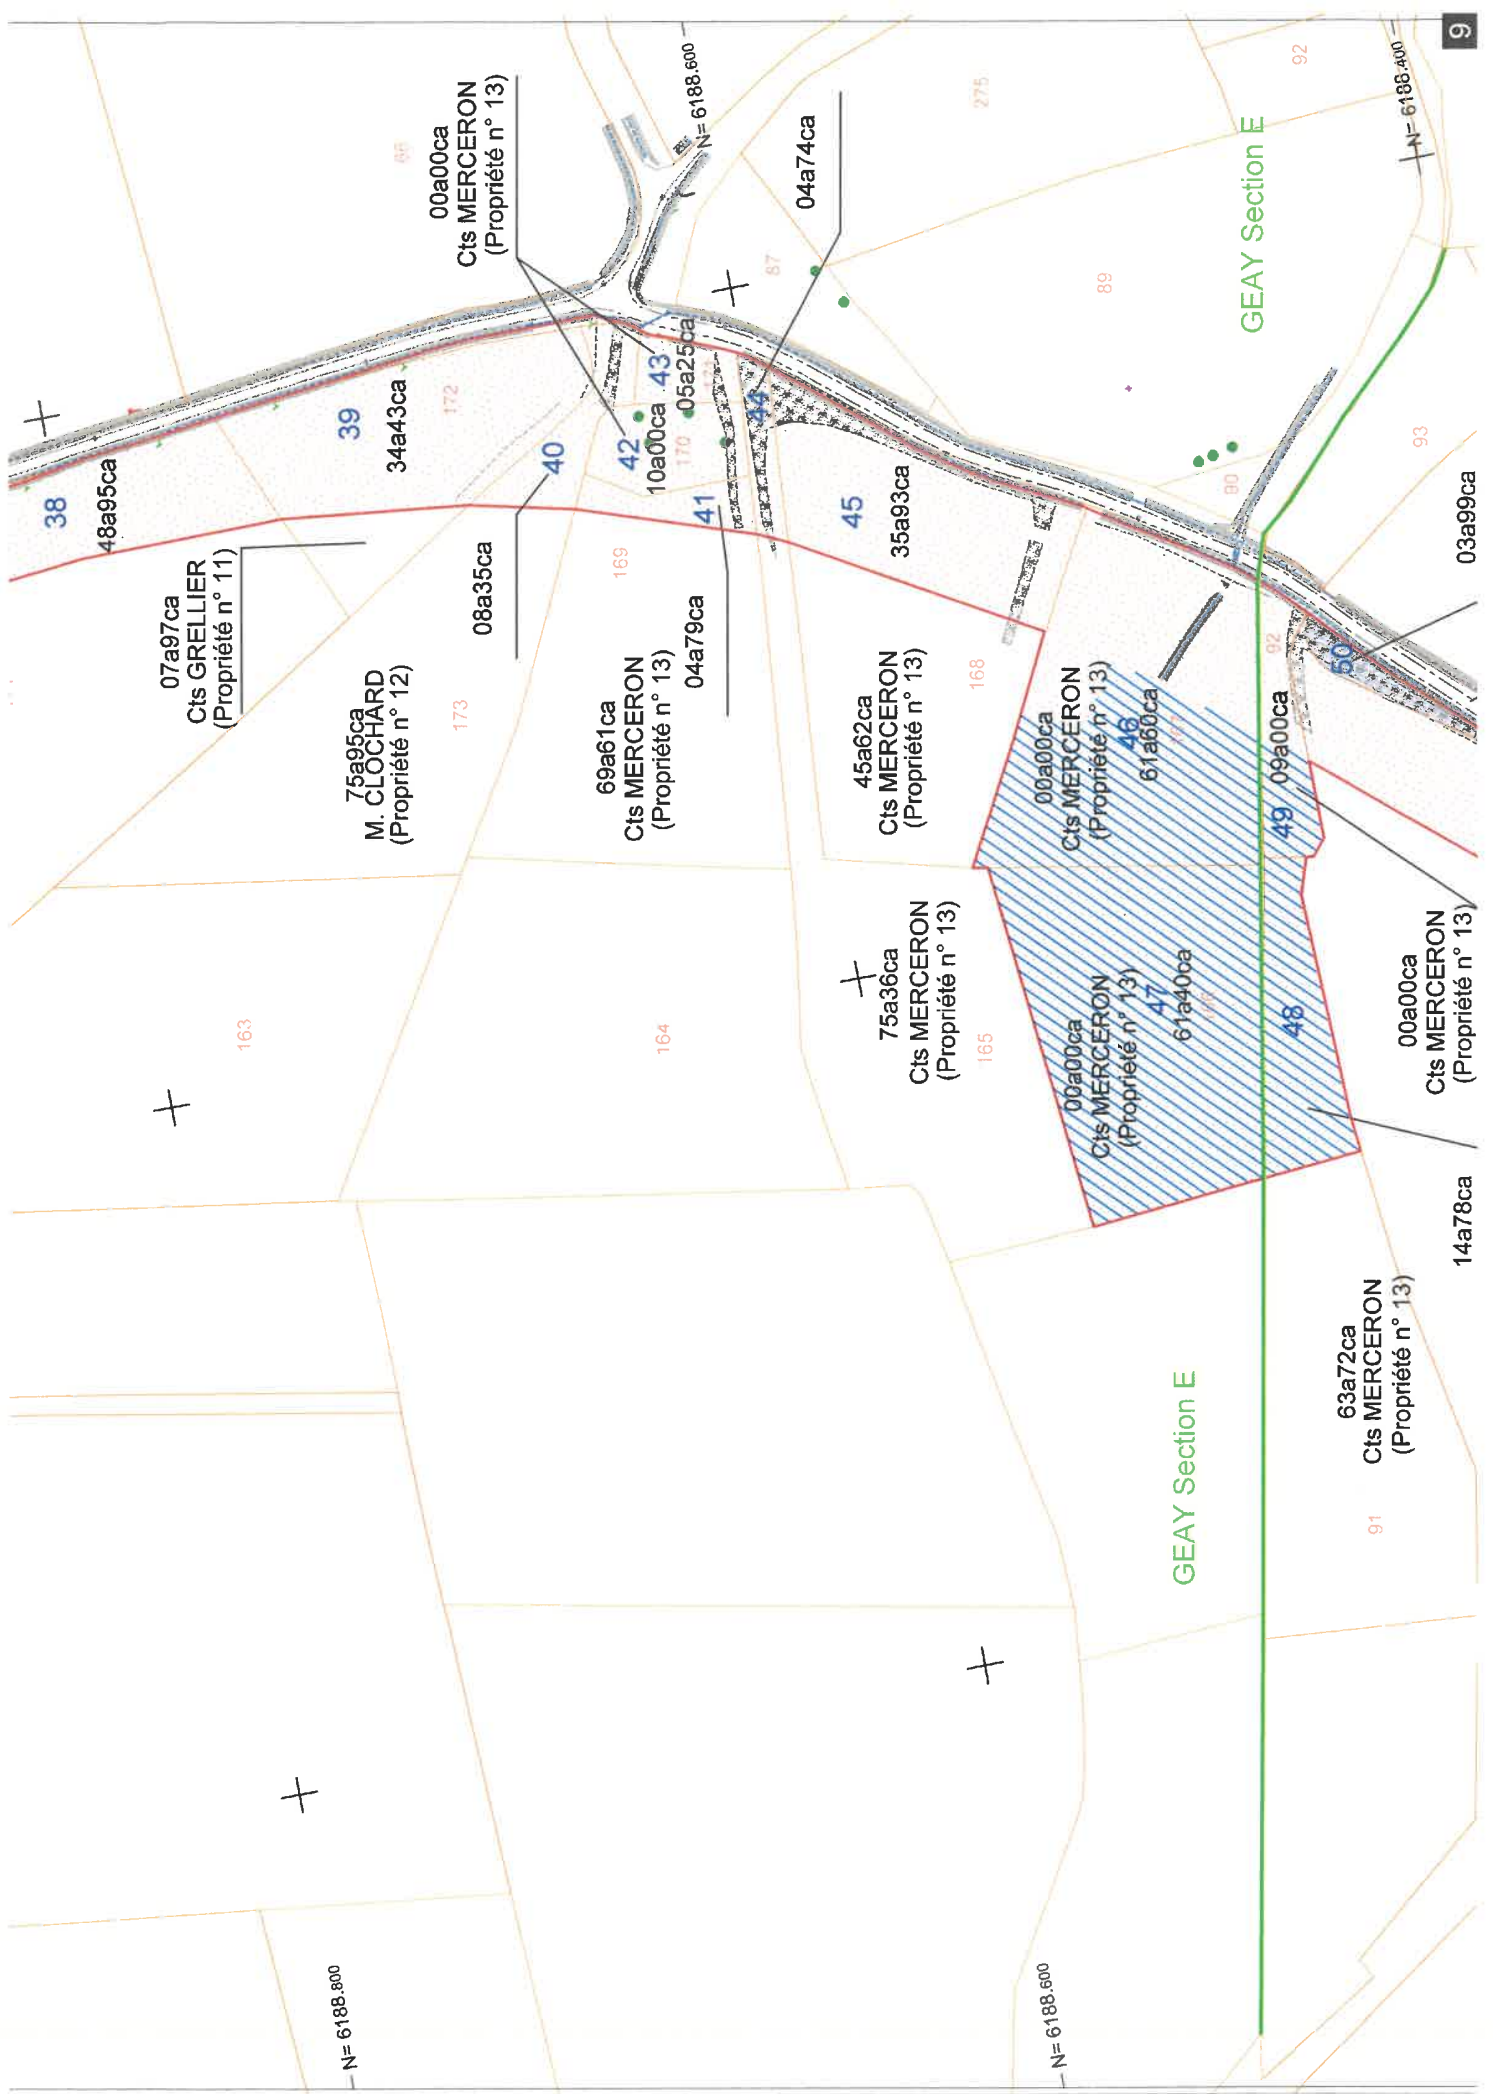 9
38
48a95ca
07a97ca
Cts GRELLIER
(Propriété n° 11)
39
34a43ca
172
66
00a00ca
Cts MERCERON
(Propriété n° 13)
N= 6188.600
275
92
N= 6188.400
04a74ca
87
89
GEAY Section E
40
08a35ca
75a95ca
M. CLOCHARD
(Propriété n° 12)
173
42
10a00ca
43
05a25ca
170
171
41
44
169
69a61ca
Cts MERCERON
(Propriété n° 13)
04a79ca
45
35a93ca
168
45a62ca
Cts MERCERON
(Propriété n° 13)
90
93
00a00ca
Cts MERCERON
(Propriété n° 13)
46
61a60ca
92
50
03a99ca
49
09a00ca
163
164
75a36ca
Cts MERCERON
(Propriété n° 13)
165
00a00ca
Cts MERCERON
(Propriété n° 13)
47
61a40ca
48
00a00ca
Cts MERCERON
(Propriété n° 13)
14a78ca
GEAY Section E
63a72ca
Cts MERCERON
(Propriété n° 13)
91
N= 6188.800
N= 6188.600